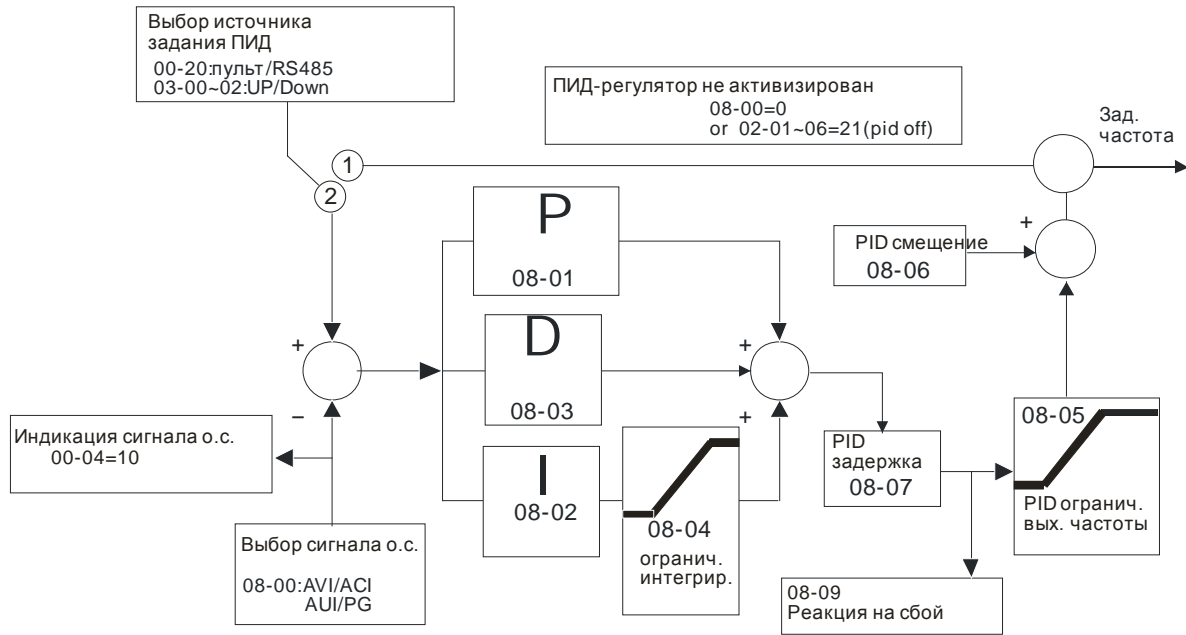 Выбор источника
задания ПИД
00-20:пульт/RS485
03-00~02:UP/Down
ПИД-регулятор не активизирован
08-00=0
or 02-01~06=21(pid off)
Зад.
частота
1
2
P
08-01
+
PID смещение
08-06
D
08-03
+
−
+
+
I
08-02
08-04
огранич.
интегрир.
PID
задержка
08-07
08-05
PID огранич.
вых. частоты
Индикация сигнала о.с.
00-04=10
Выбор сигнала о.с.
08-00:AVI/ACI
AUI/PG
08-09
Реакция на сбой